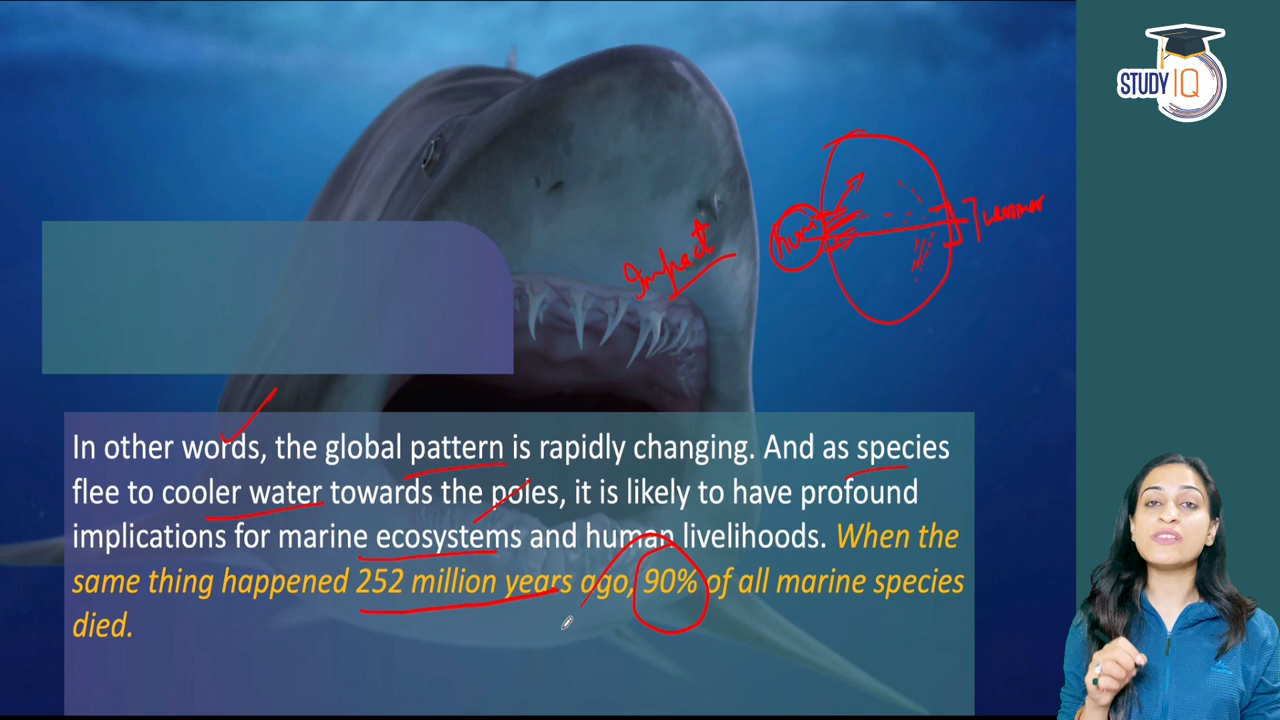 STUDY IQ
Impact
In other words, the global pattern is rapidly changing. And as species
flee to cooler water towards the poles, it is likely to have profound
implications for marine ecosystems and human livelihoods. When the
same thing happened 252 million years ago, 90% of all marine species
died.